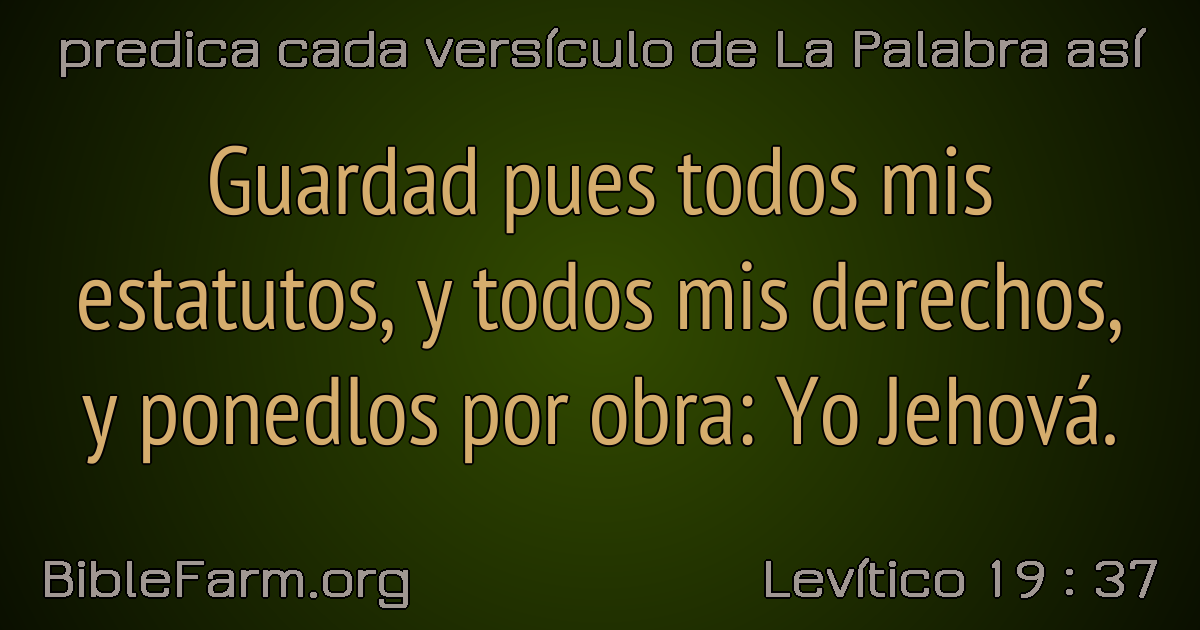 predica cada versículo de La Palabra así
Guardad pues todos mis
estatutos, y todos mis derechos,
y ponedlos por obra: Yo Jehová.
BibleFarm.org
Levítico 19 : 37